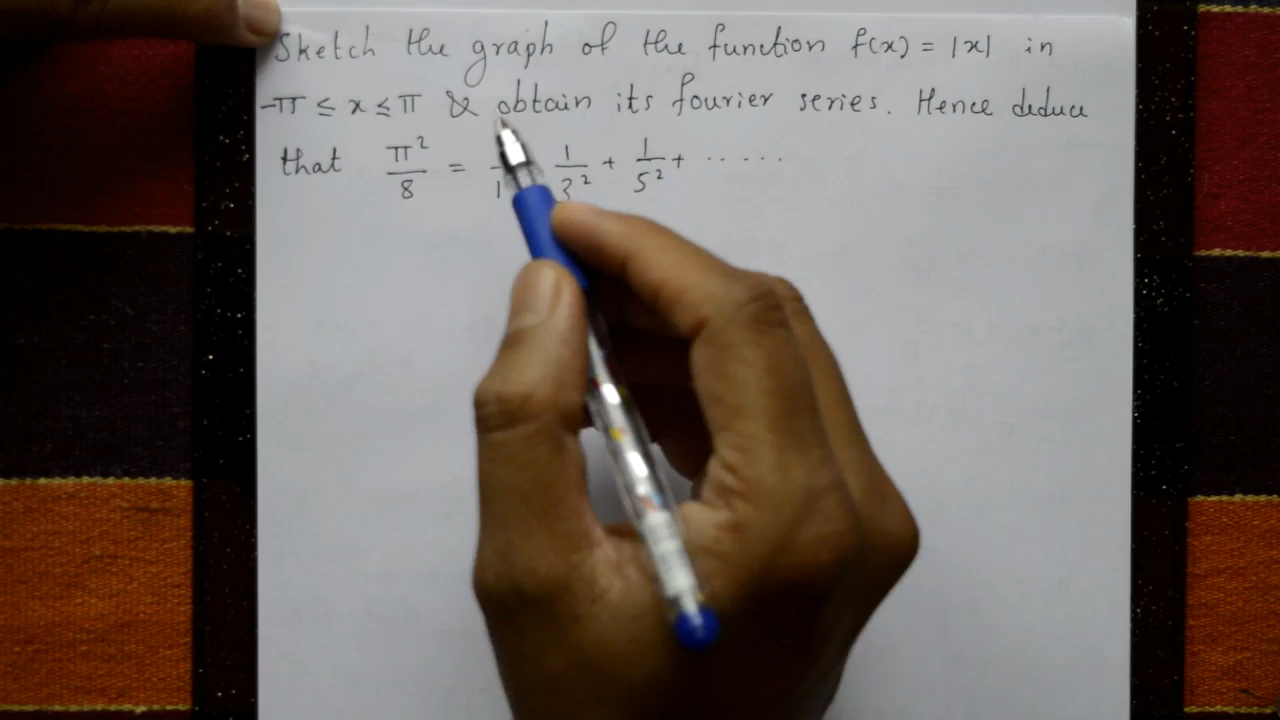 Sketch the graph of the function f(x) = |x| in
-π ≤ x ≤ π & obtain its fourier series. Hence deduce
that π²/8 = 1/3² + 1/5² + ......